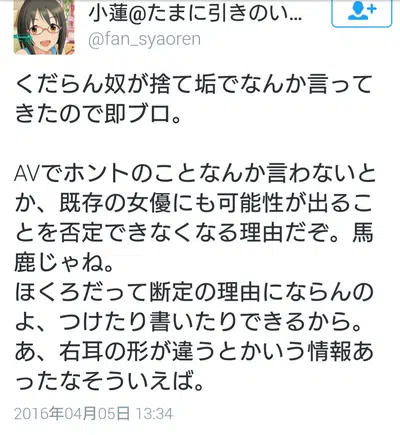 小蓮@たまに引きのい...
@fan_syaoren
くだらん奴が捨て垢でなんか言って
きたので即ブロ。
AVでホントのことなんか言わないと
か、既存の女優にも可能性が出るこ
とを否定できなくなる理由だぞ。馬
鹿じゃね。
ほくろだって断定の理由にならんの
よ、つけたり書いたりできるから。
あ、右耳の形が違うとかいう情報あ
ったなそういえば。
2016年04月05日 13:34